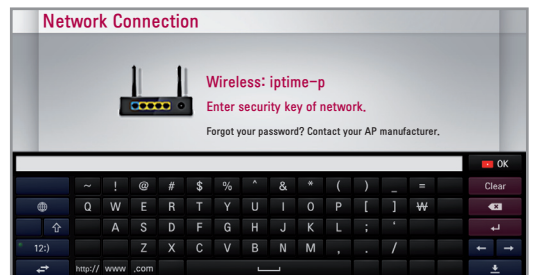 Network Connection
Wireless: iptime-p
Enter security key of network.
Forgot your password? Contact your AP manufacturer.
OK
~ ! @ # $ % ^ & * ( ) _ = Clear
Q W E R T Y U I O P [ ] ₩
A S D F G H J K L ; '
12:) Z X C V B N M , . /
http:// www .com